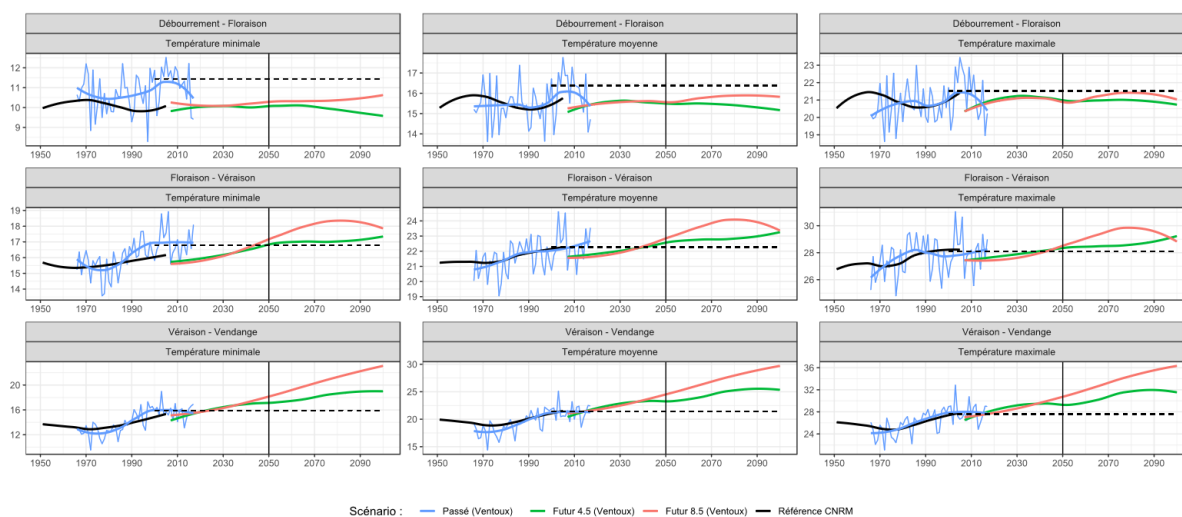 Débourrement - Floraison
Débourrement - Floraison
Débourrement - Floraison
Température minimale
Température moyenne
Température maximale
12
11
10
9
1950 1970 1990 2010 2030 2050 2070 2090
17
16
15
14
1950 1970 1990 2010 2030 2050 2070 2090
23
22
21
20
19
1950 1970 1990 2010 2030 2050 2070 2090
Floraison - Véraison
Floraison - Véraison
Floraison - Véraison
Température minimale
Température moyenne
Température maximale
19
18
17
16
15
14
1950 1970 1990 2010 2030 2050 2070 2090
24
23
22
21
20
19
1950 1970 1990 2010 2030 2050 2070 2090
30
28
26
1950 1970 1990 2010 2030 2050 2070 2090
Véraison - Vendange
Véraison - Vendange
Véraison - Vendange
Température minimale
Température moyenne
Température maximale
20
16
12
1950 1970 1990 2010 2030 2050 2070 2090
30
25
20
15
1950 1970 1990 2010 2030 2050 2070 2090
36
32
28
24
1950 1970 1990 2010 2030 2050 2070 2090
Scénario : Passé (Ventoux) Futur 4.5 (Ventoux) Futur 8.5 (Ventoux) Référence CNRM